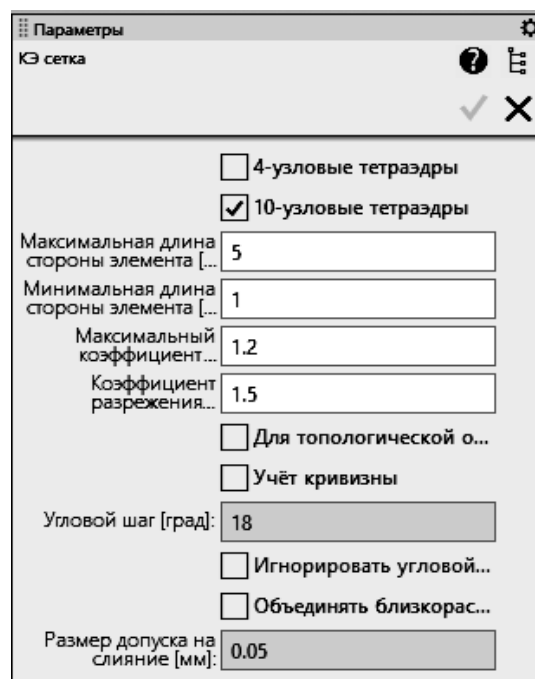 Параметры
КЭ сетка
4-узловые тетраэдры
10-узловые тетраэдры
Максимальная длина
стороны элемента [...
5
Минимальная длина
стороны элемента [...
1
Максимальный
коэффициент...
1.2
Коэффициент
разрежения...
1.5
Для топологической о...
Учёт кривизны
Угловой шаг [град]:
18
Игнорировать угловой...
Объединять близкорас...
Размер допуска на
слияние [мм]:
0.05